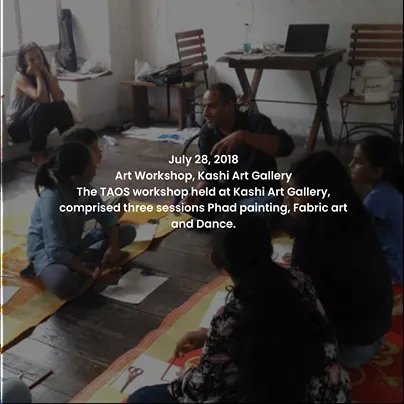 July 28, 2018
Art Workshop, Kashi Art Gallery
The TAOS workshop held at Kashi Art Gallery,
comprised three sessions Phad painting, Fabric art
and Dance.